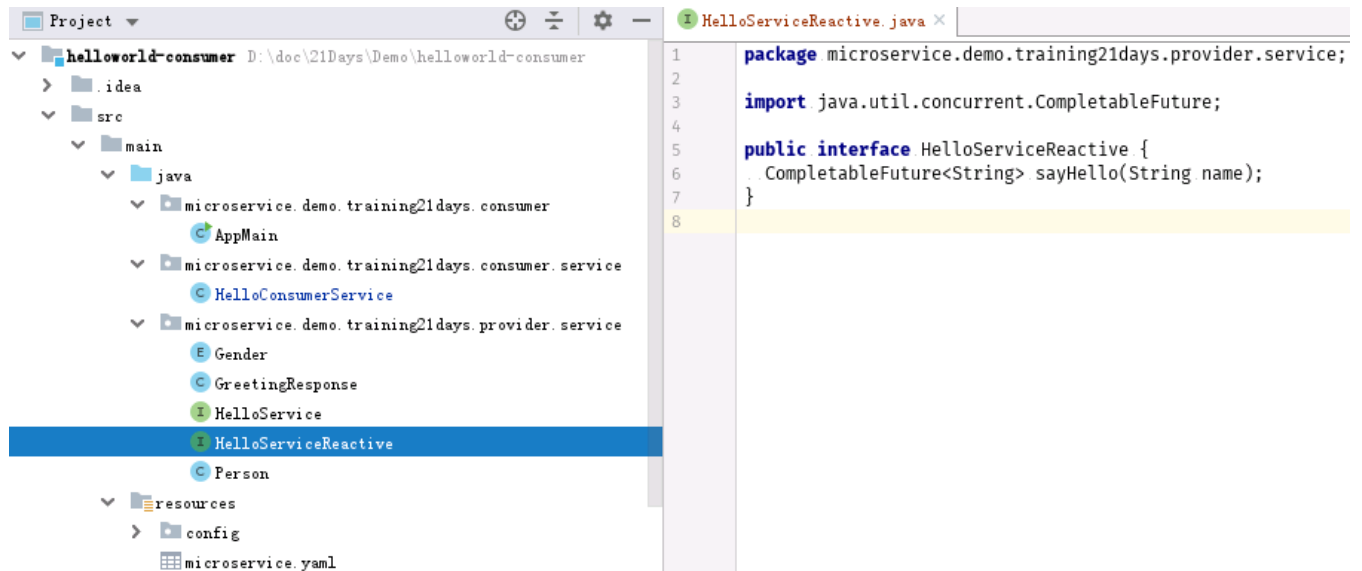 Project
helloworld-consumer D:\doc\21Days\Demo\helloworld-consumer
.idea
src
main
java
microservice.demo.training21days.consumer
AppMain
microservice.demo.training21days.consumer.service
HelloConsumerService
microservice.demo.training21days.provider.service
E Gender
C GreetingResponse
I HelloService
I HelloServiceReactive
C Person
resources
config
microservice.yaml
I HelloServiceReactive.java ×
1 package microservice.demo.training21days.provider.service;
2
3 import java.util.concurrent.CompletableFuture;
4
5 public interface HelloServiceReactive {
6 CompletableFuture<String> sayHello(String name);
7 }
8